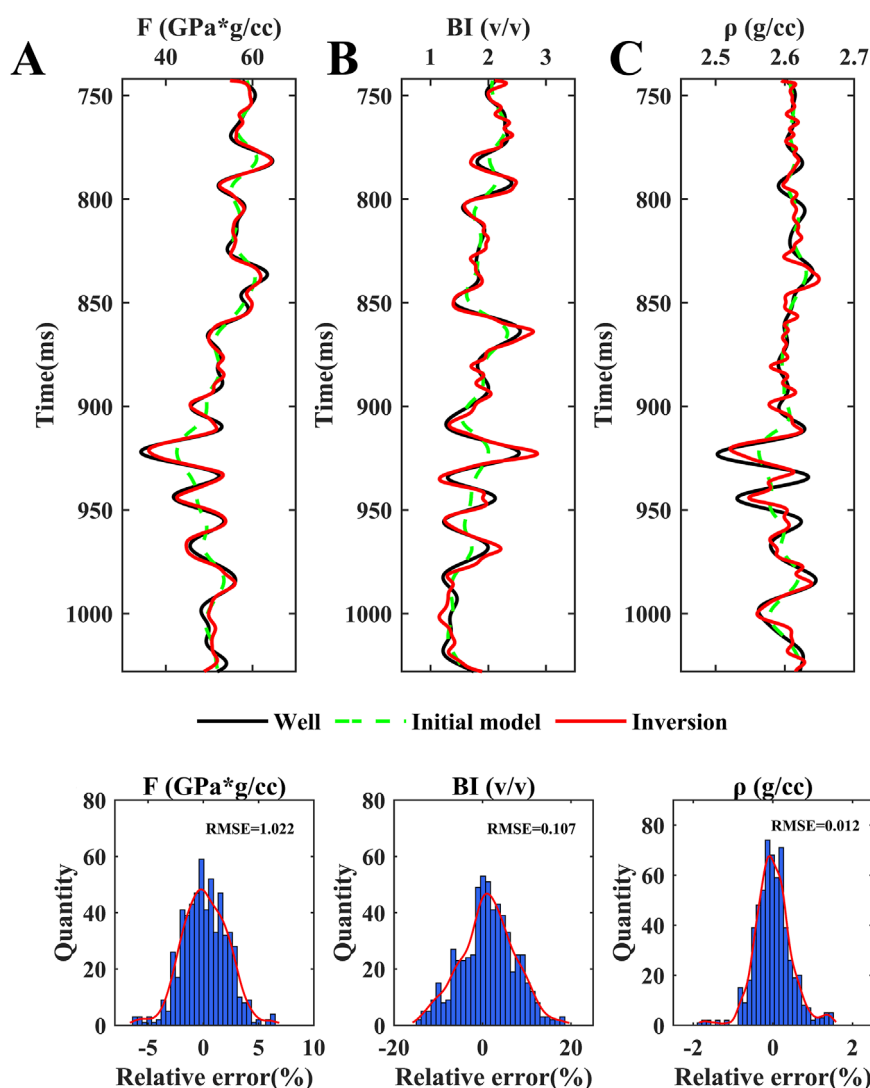 A
F (GPa*g/cc)
40 60
Time(ms)
750
800
850
900
950
1000
B
BI (v/v)
1 2 3
Time(ms)
750
800
850
900
950
1000
C
ρ (g/cc)
2.5 2.6 2.7
Time(ms)
750
800
850
900
950
1000
Well Initial model Inversion
F (GPa*g/cc)
RMSE=1.022
Quantity
80
60
40
20
0
-5 0 5 10
Relative error(%)
BI (v/v)
RMSE=0.107
Quantity
80
60
40
20
0
-20 0 20
Relative error(%)
ρ (g/cc)
RMSE=0.012
Quantity
80
60
40
20
0
-2 0 2
Relative error(%)